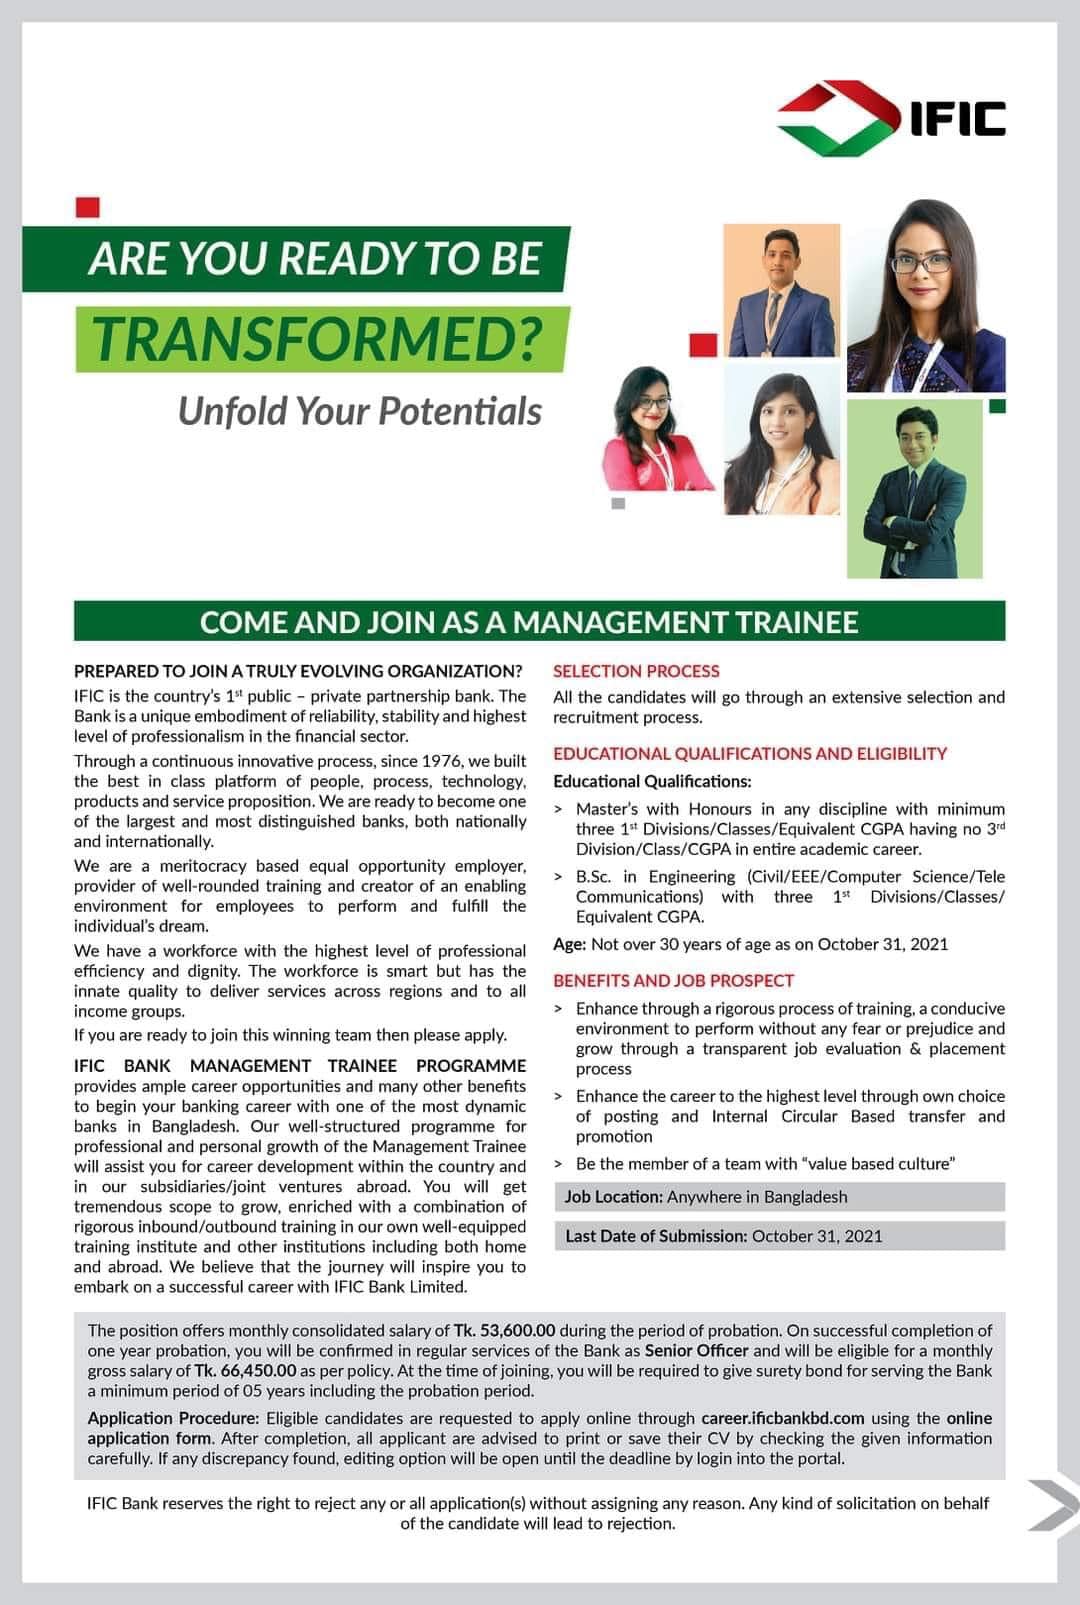 IFIC
ARE YOU READY TO BE
TRANSFORMED?
Unfold Your Potentials
COME AND JOIN AS A MANAGEMENT TRAINEE
PREPARED TO JOIN A TRULY EVOLVING ORGANIZATION?
IFIC is the country's 1st public – private partnership bank. The
Bank is a unique embodiment of reliability, stability and highest
level of professionalism in the financial sector.
Through a continuous innovative process, since 1976, we built
the best in class platform of people, process, technology,
products and service proposition. We are ready to become one
of the largest and most distinguished banks, both nationally
and internationally.
We are a meritocracy based equal opportunity employer,
provider of well-rounded training and creator of an enabling
environment for employees to perform and fulfill the
individual's dream.
We have a workforce with the highest level of professional
efficiency and dignity. The workforce is smart but has the
innate quality to deliver services across regions and to all
income groups.
If you are ready to join this winning team then please apply.
IFIC BANK MANAGEMENT TRAINEE PROGRAMME
provides ample career opportunities and many other benefits
to begin your banking career with one of the most dynamic
banks in Bangladesh. Our well-structured programme for
professional and personal growth of the Management Trainee
will assist you for career development within the country and
in our subsidiaries/joint ventures abroad. You will get
tremendous scope to grow, enriched with a combination of
rigorous inbound/outbound training in our own well-equipped
training institute and other institutions including both home
and abroad. We believe that the journey will inspire you to
embark on a successful career with IFIC Bank Limited.
SELECTION PROCESS
All the candidates will go through an extensive selection and
recruitment process.
EDUCATIONAL QUALIFICATIONS AND ELIGIBILITY
Educational Qualifications:
> Master's with Honours in any discipline with minimum
three 1st Divisions/Classes/Equivalent CGPA having no 3rd
Division/Class/CGPA in entire academic career.
> B.Sc. in Engineering (Civil/EEE/Computer Science/Tele
Communications) with three 1st Divisions/Classes/
Equivalent CGPA.
Age: Not over 30 years of age as on October 31, 2021
BENEFITS AND JOB PROSPECT
> Enhance through a rigorous process of training, a conducive
environment to perform without any fear or prejudice and
grow through a transparent job evaluation & placement
process
> Enhance the career to the highest level through own choice
of posting and Internal Circular Based transfer and
promotion
> Be the member of a team with “value based culture”
Job Location: Anywhere in Bangladesh
Last Date of Submission: October 31, 2021
The position offers monthly consolidated salary of Tk. 53,600.00 during the period of probation. On successful completion of
one year probation, you will be confirmed in regular services of the Bank as Senior Officer and will be eligible for a monthly
gross salary of Tk. 66,450.00 as per policy. At the time of joining, you will be required to give surety bond for serving the Bank
a minimum period of 05 years including the probation period.
Application Procedure: Eligible candidates are requested to apply online through career.ificbankbd.com using the online
application form. After completion, all applicant are advised to print or save their CV by checking the given information
carefully. If any discrepancy found, editing option will be open until the deadline by login into the portal.
IFIC Bank reserves the right to reject any or all application(s) without assigning any reason. Any kind of solicitation on behalf
of the candidate will lead to rejection.